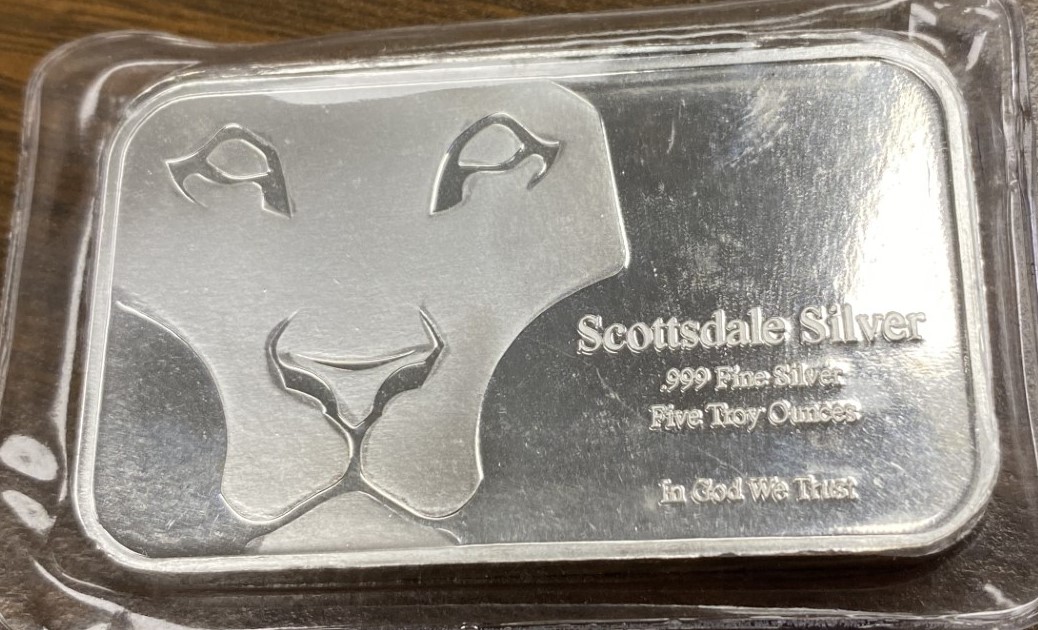 Scottsdale Silver
.999 Fine Silver
Five Troy Ounces
in God We Trust